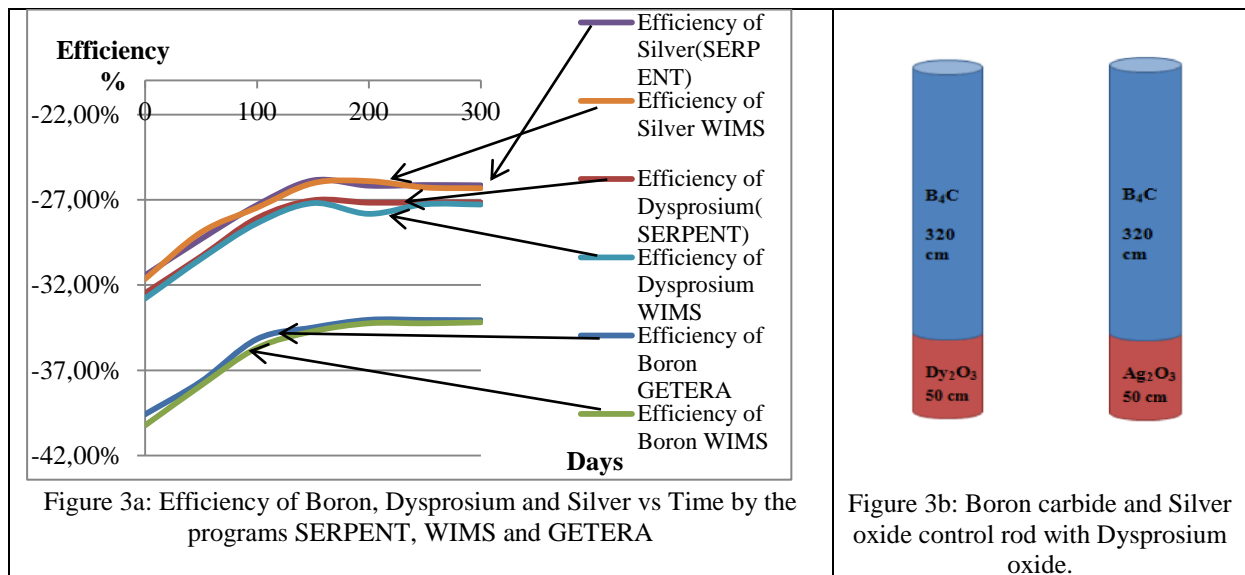 Efficiency
%
0
100
200
300
-22,00%
-27,00%
-32,00%
-37,00%
-42,00%
Days
Efficiency of
Silver(SERP
ENT)
Efficiency of
Silver WIMS
Efficiency of
Dysprosium(
SERPENT)
Efficiency of
Dysprosium
WIMS
Efficiency of
Boron
GETERA
Efficiency of
Boron WIMS
Figure 3a: Efficiency of Boron, Dysprosium and Silver vs Time by the
programs SERPENT, WIMS and GETERA
B₄C
320
cm
Dy₂O₃
50 cm
B₄C
320
cm
Ag₂O₃
50 cm
Figure 3b: Boron carbide and Silver
oxide control rod with Dysprosium
oxide.